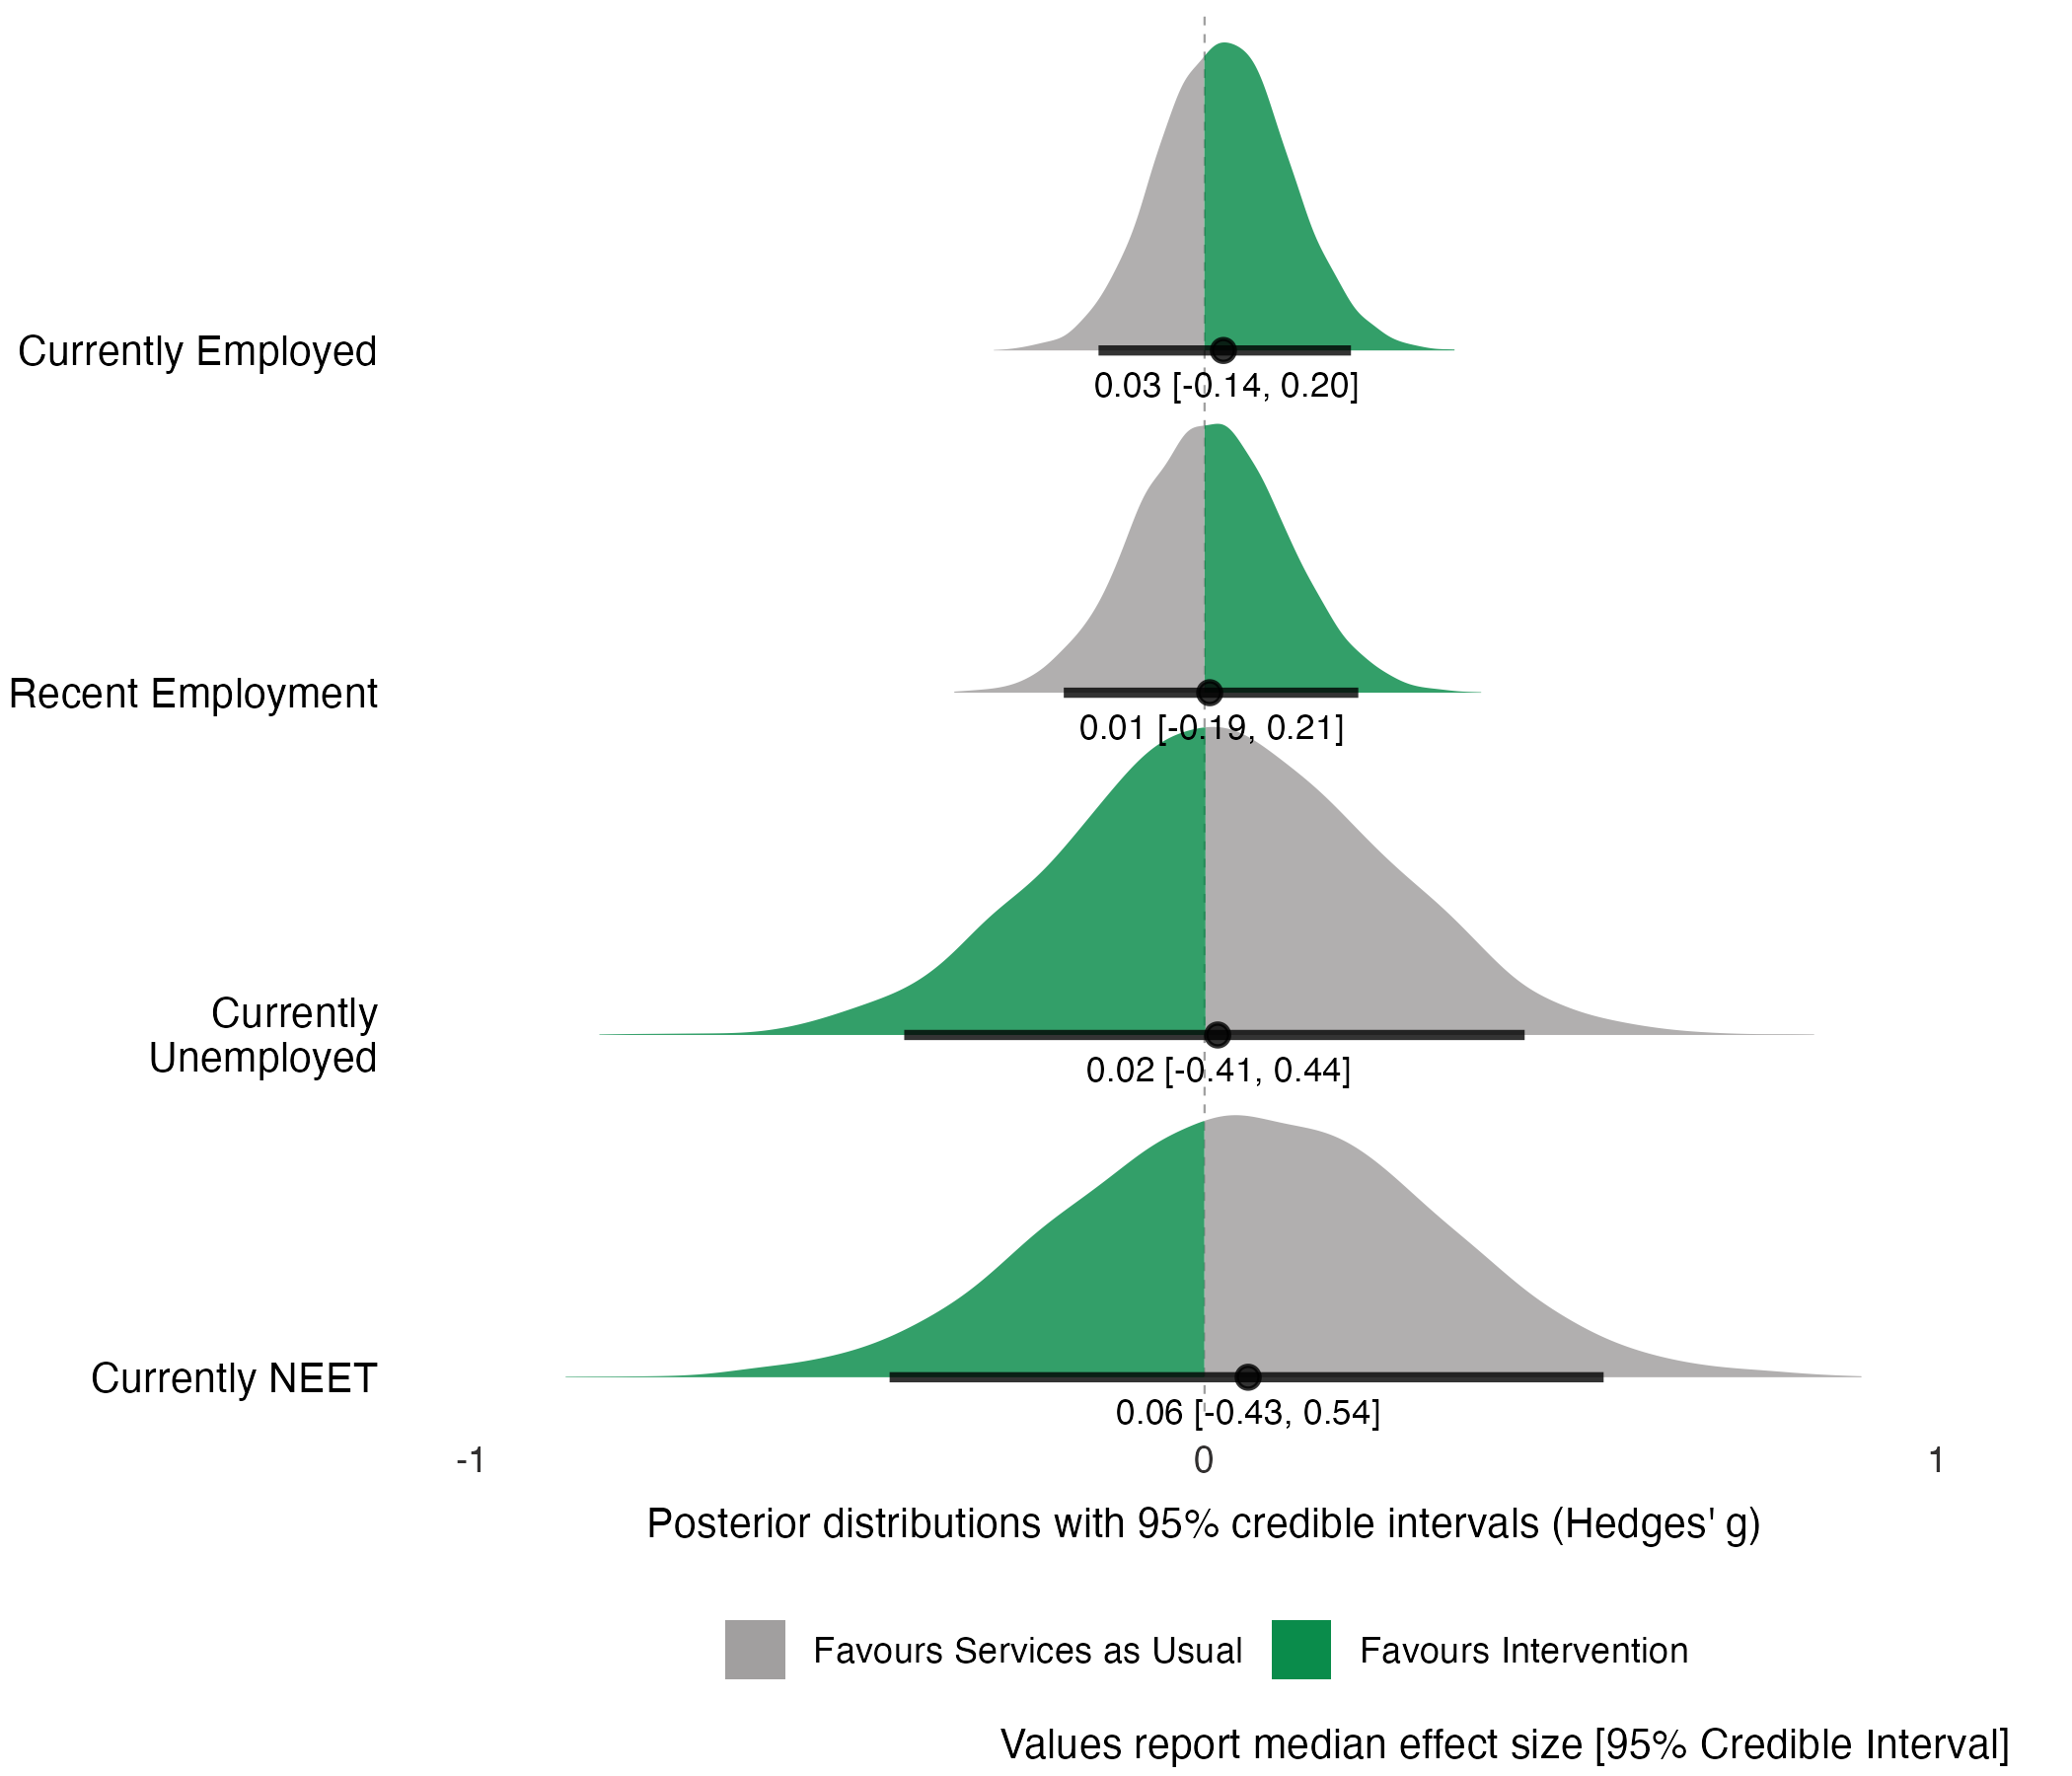 Currently Employed
0.03 [-0.14, 0.20]
Recent Employment
0.01 [-0.19, 0.21]
Currently
Unemployed
0.02 [-0.41, 0.44]
Currently NEET
0.06 [-0.43, 0.54]
-1 0 1
Posterior distributions with 95% credible intervals (Hedges' g)
Favours Services as Usual Favours Intervention
Values report median effect size [95% Credible Interval]